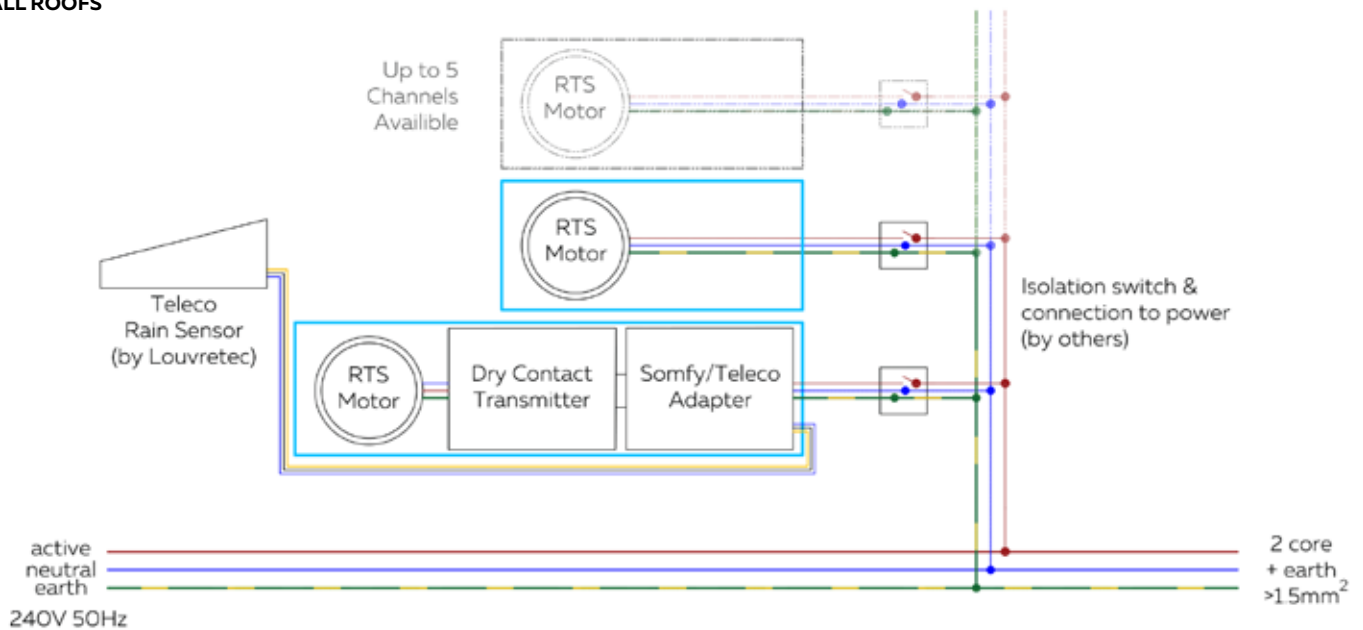 ALL ROOFS
Up to 5
Channels
Availible
RTS
Motor
RTS
Motor
Teleco
Rain Sensor
(by Louvretec)
Isolation switch &
connection to power
(by others)
RTS
Motor
Dry Contact
Transmitter
Somfy/Teleco
Adapter
active
neutral
earth
240V 50Hz
2 core
+ earth
>1.5mm²